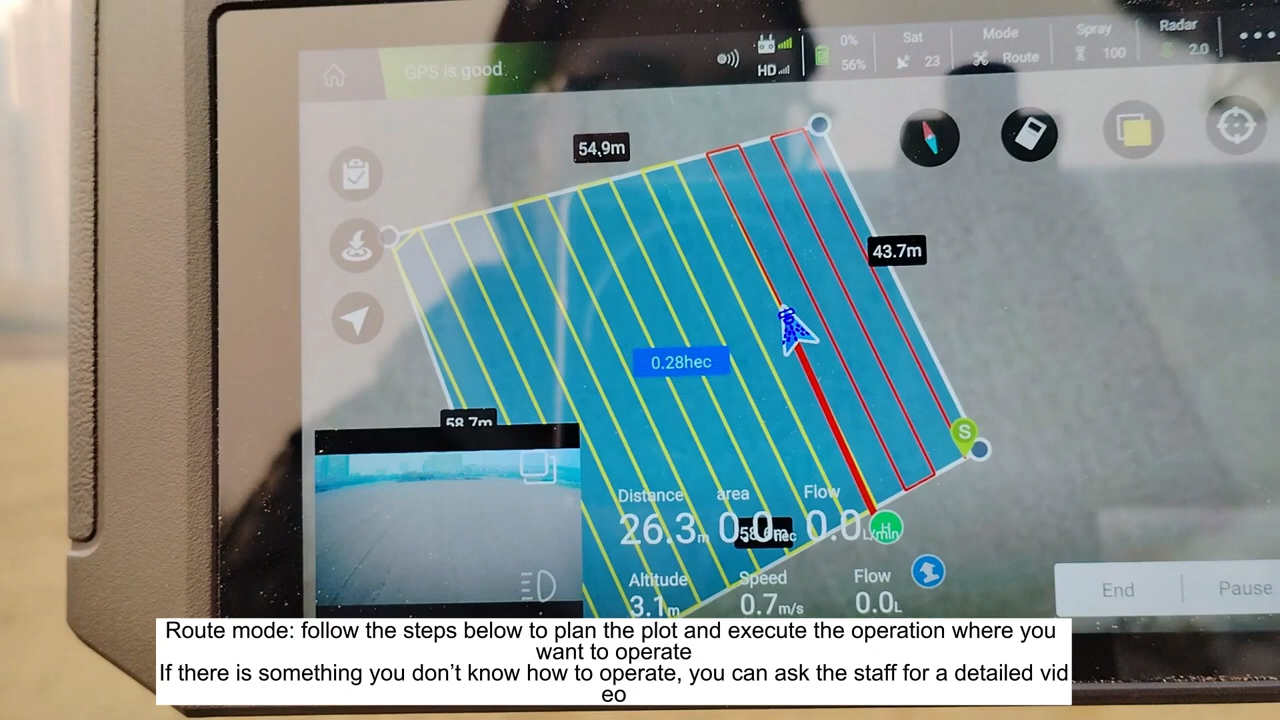 GPS is good
HD
0%
56%
Sat
23
Mode
Route
Spray
100
Radar
2.0
54,9m
43.7m
0.28hec
58.7m
S
Distance
26.3m
area
0.0hec
Flow
0.0L/min
H
Altitude
3.1m
Speed
0.7m/s
Flow
0.0L
End
Pause
Route mode: follow the steps below to plan the plot and execute the operation where you
want to operate
If there is something you don't know how to operate, you can ask the staff for a detailed vid
eo